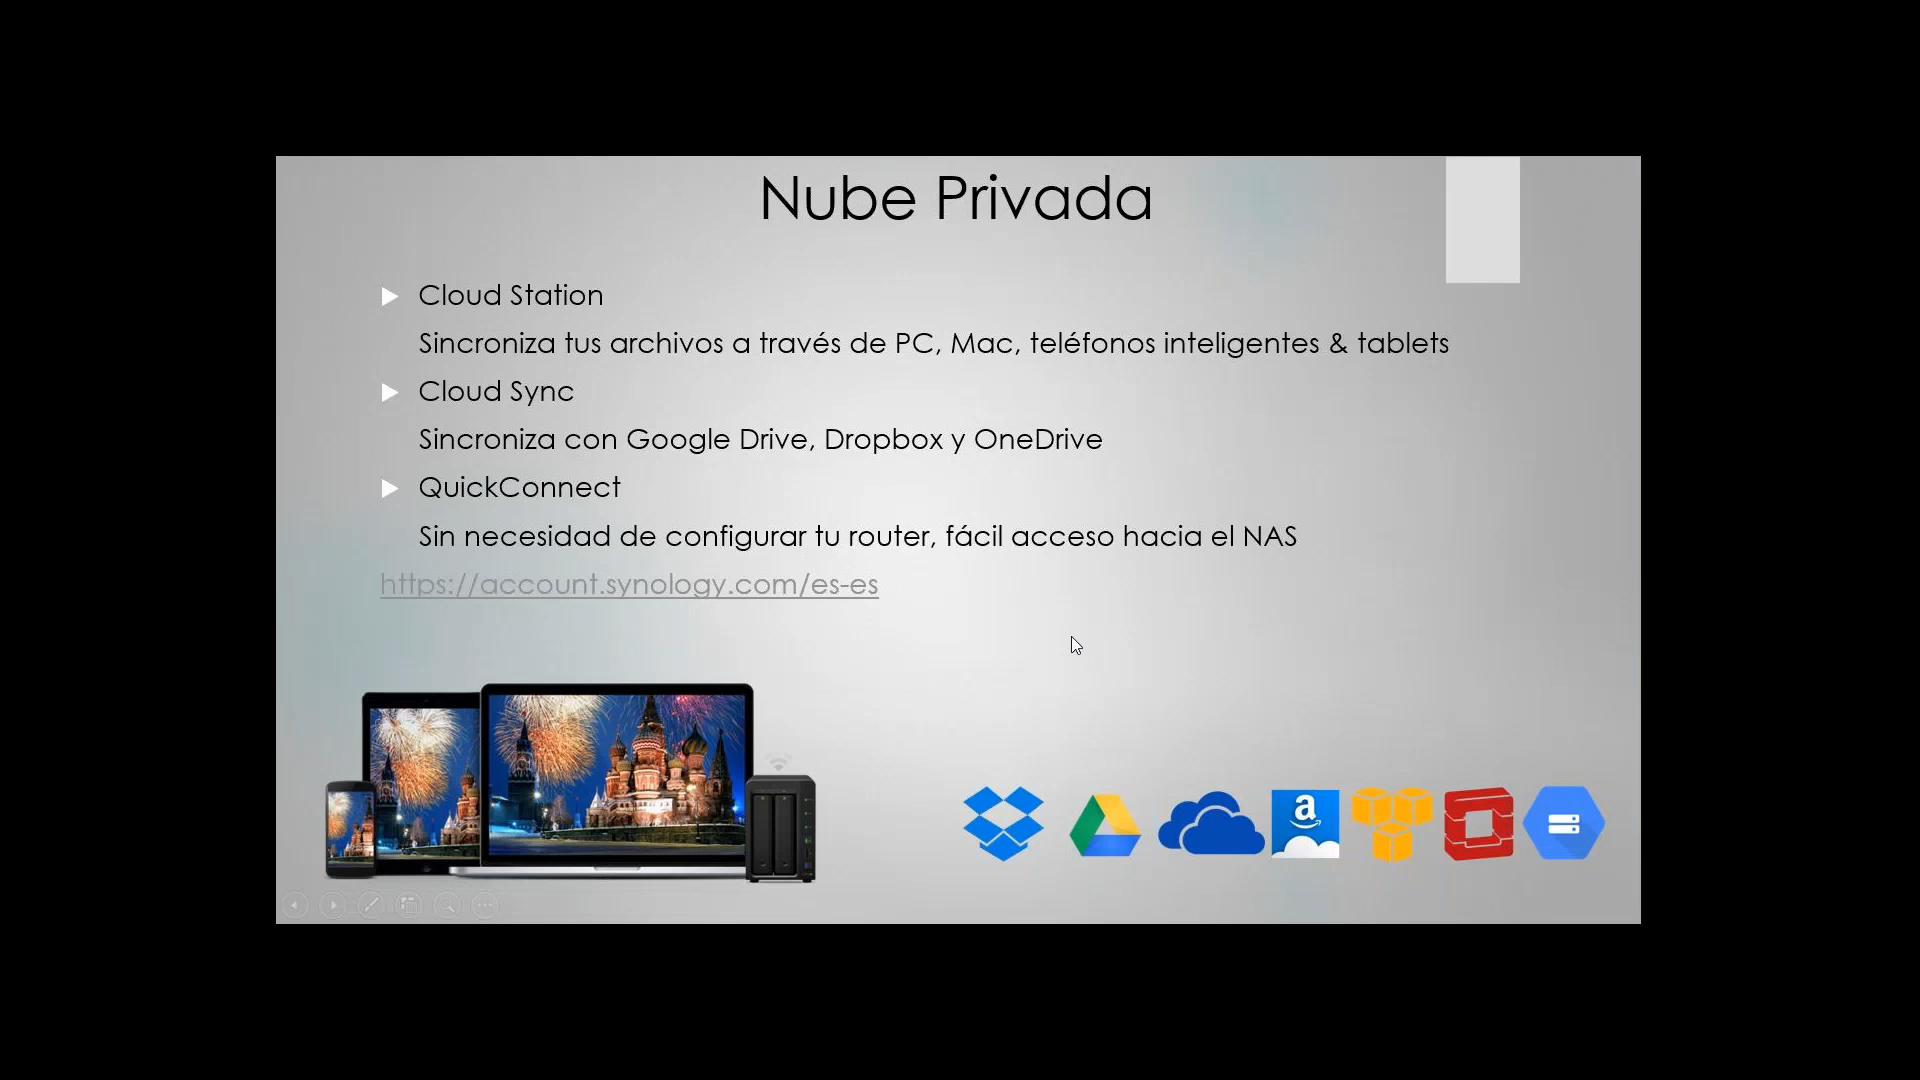 Nube Privada
Cloud Station
Sincroniza tus archivos a través de PC, Mac, teléfonos inteligentes & tablets
Cloud Sync
Sincroniza con Google Drive, Dropbox y OneDrive
QuickConnect
Sin necesidad de configurar tu router, fácil acceso hacia el NAS
https://account.synology.com/es-es
a